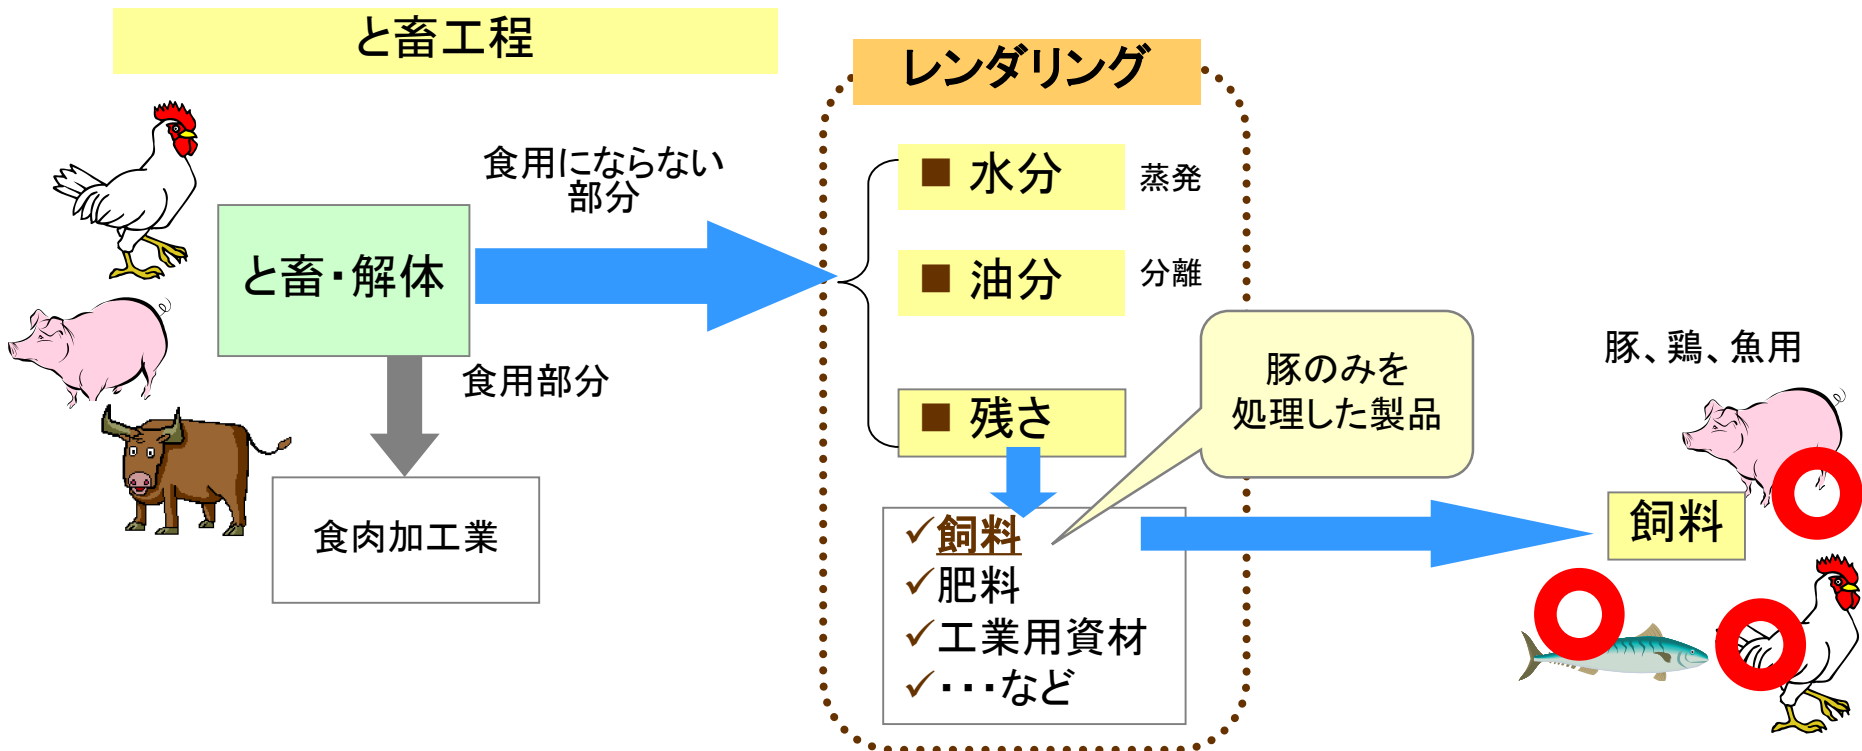 と畜工程
レンダリング
食用にならない
部分
■ 水分
蒸発
と畜・解体
■ 油分
分離
食用部分
■ 残さ
豚のみを
処理した製品
豚、鶏、魚用
食肉加工業
✓飼料
✓肥料
✓工業用資材
✓・・・など
飼料